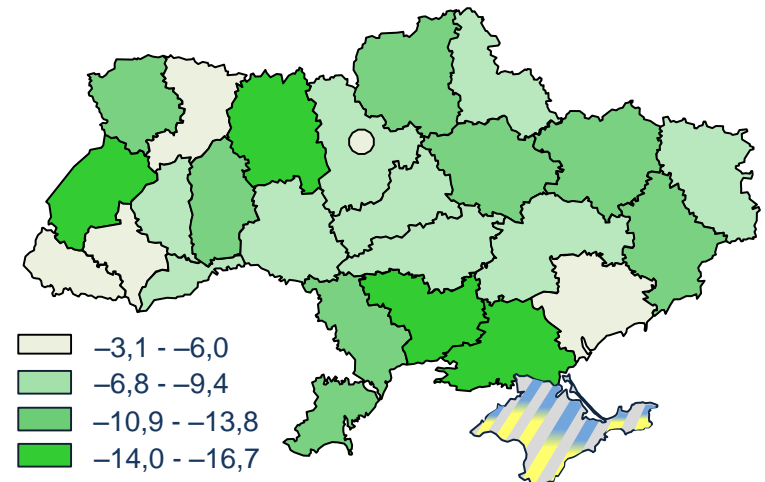 –3,1 - –6,0
–6,8 - –9,4
–10,9 - –13,8
–14,0 - –16,7